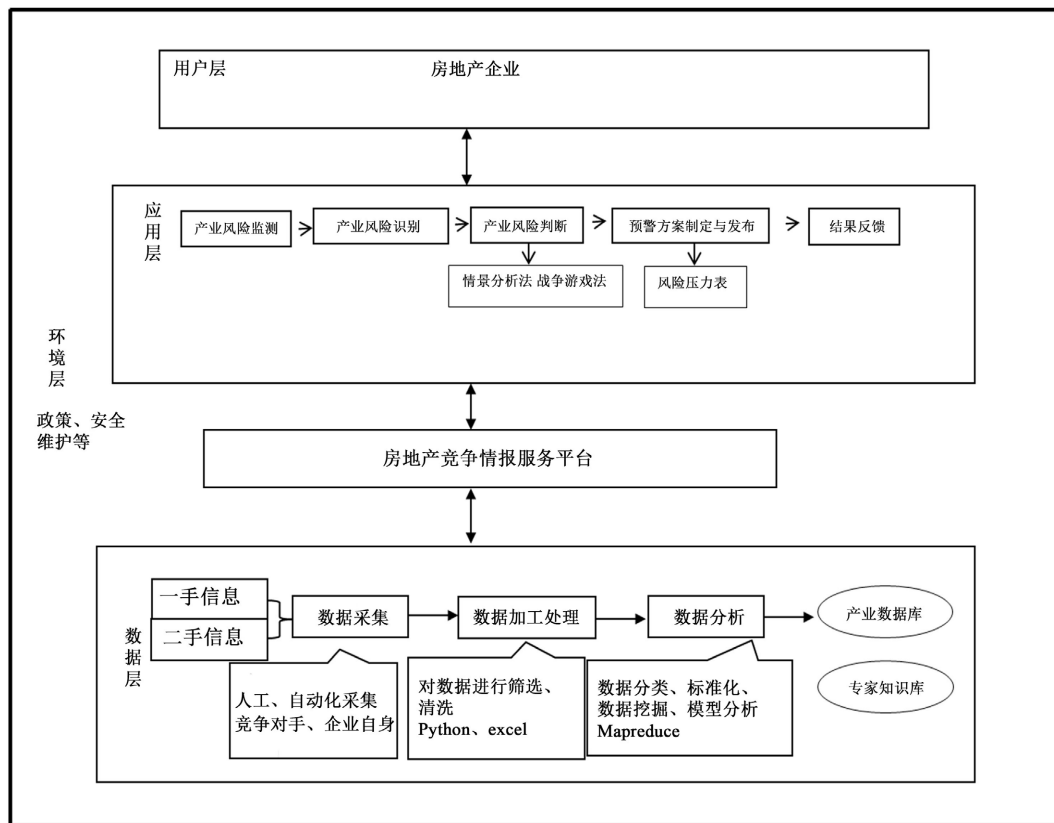 用户层
房地产企业
应用层
产业风险监测
产业风险识别
产业风险判断
预警方案制定与发布
结果反馈
情景分析法 战争游戏法
风险压力表
环境层
政策、安全
维护等
房地产竞争情报服务平台
数据层
一手信息
二手信息
数据采集
数据加工处理
数据分析
产业数据库
专家知识库
人工、自动化采集
竞争对手、企业自身
对数据进行筛选、
清洗
Python、excel
数据分类、标准化、
数据挖掘、模型分析
Mapreduce